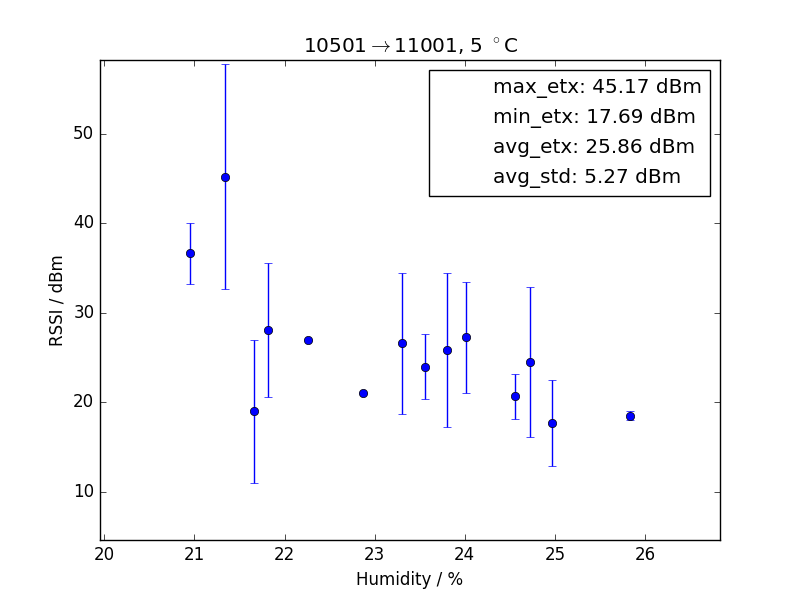 10501→11001, 5 °C
max_etx: 45.17 dBm
min_etx: 17.69 dBm
avg_etx: 25.86 dBm
avg_std: 5.27 dBm
RSSI / dBm
50
40
30
20
10
20 21 22 23 24 25 26
Humidity / %